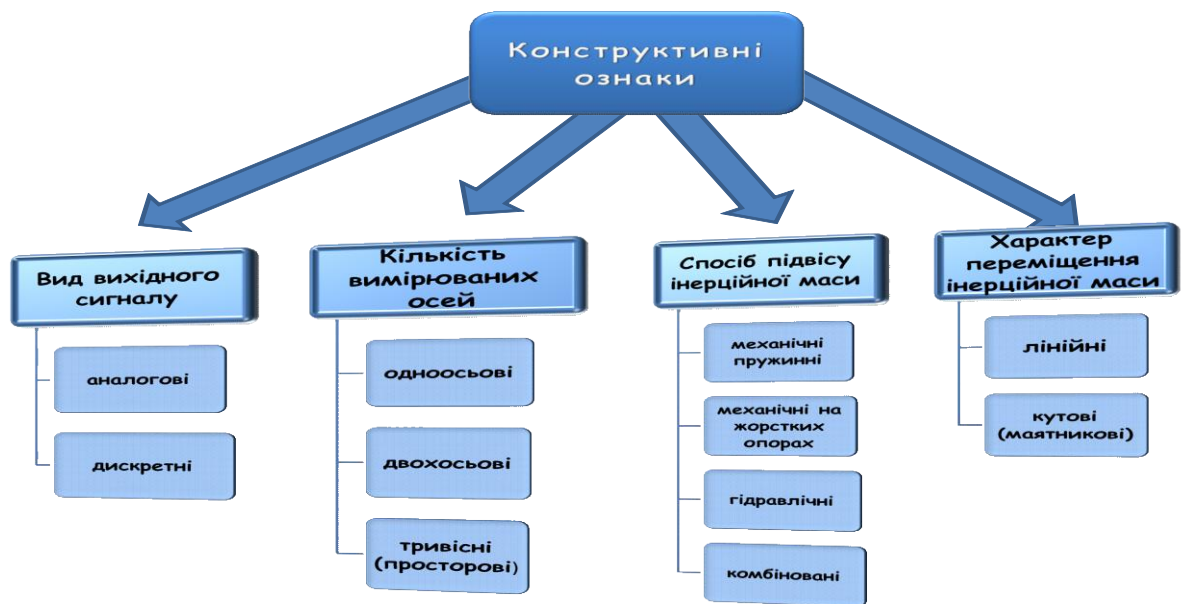 Конструктивні
ознаки
Вид вихідного
сигналу
аналогові
дискретні
Кількість
вимірюваних
осей
одноосьові
двохосьові
тривісні
(просторові)
Спосіб підвісу
інерційної маси
механічні
пружинні
механічні на
жорстких
опорах
гідравлічні
комбіновані
Характер
переміщення
інерційної маси
лінійні
кутові
(маятникові)